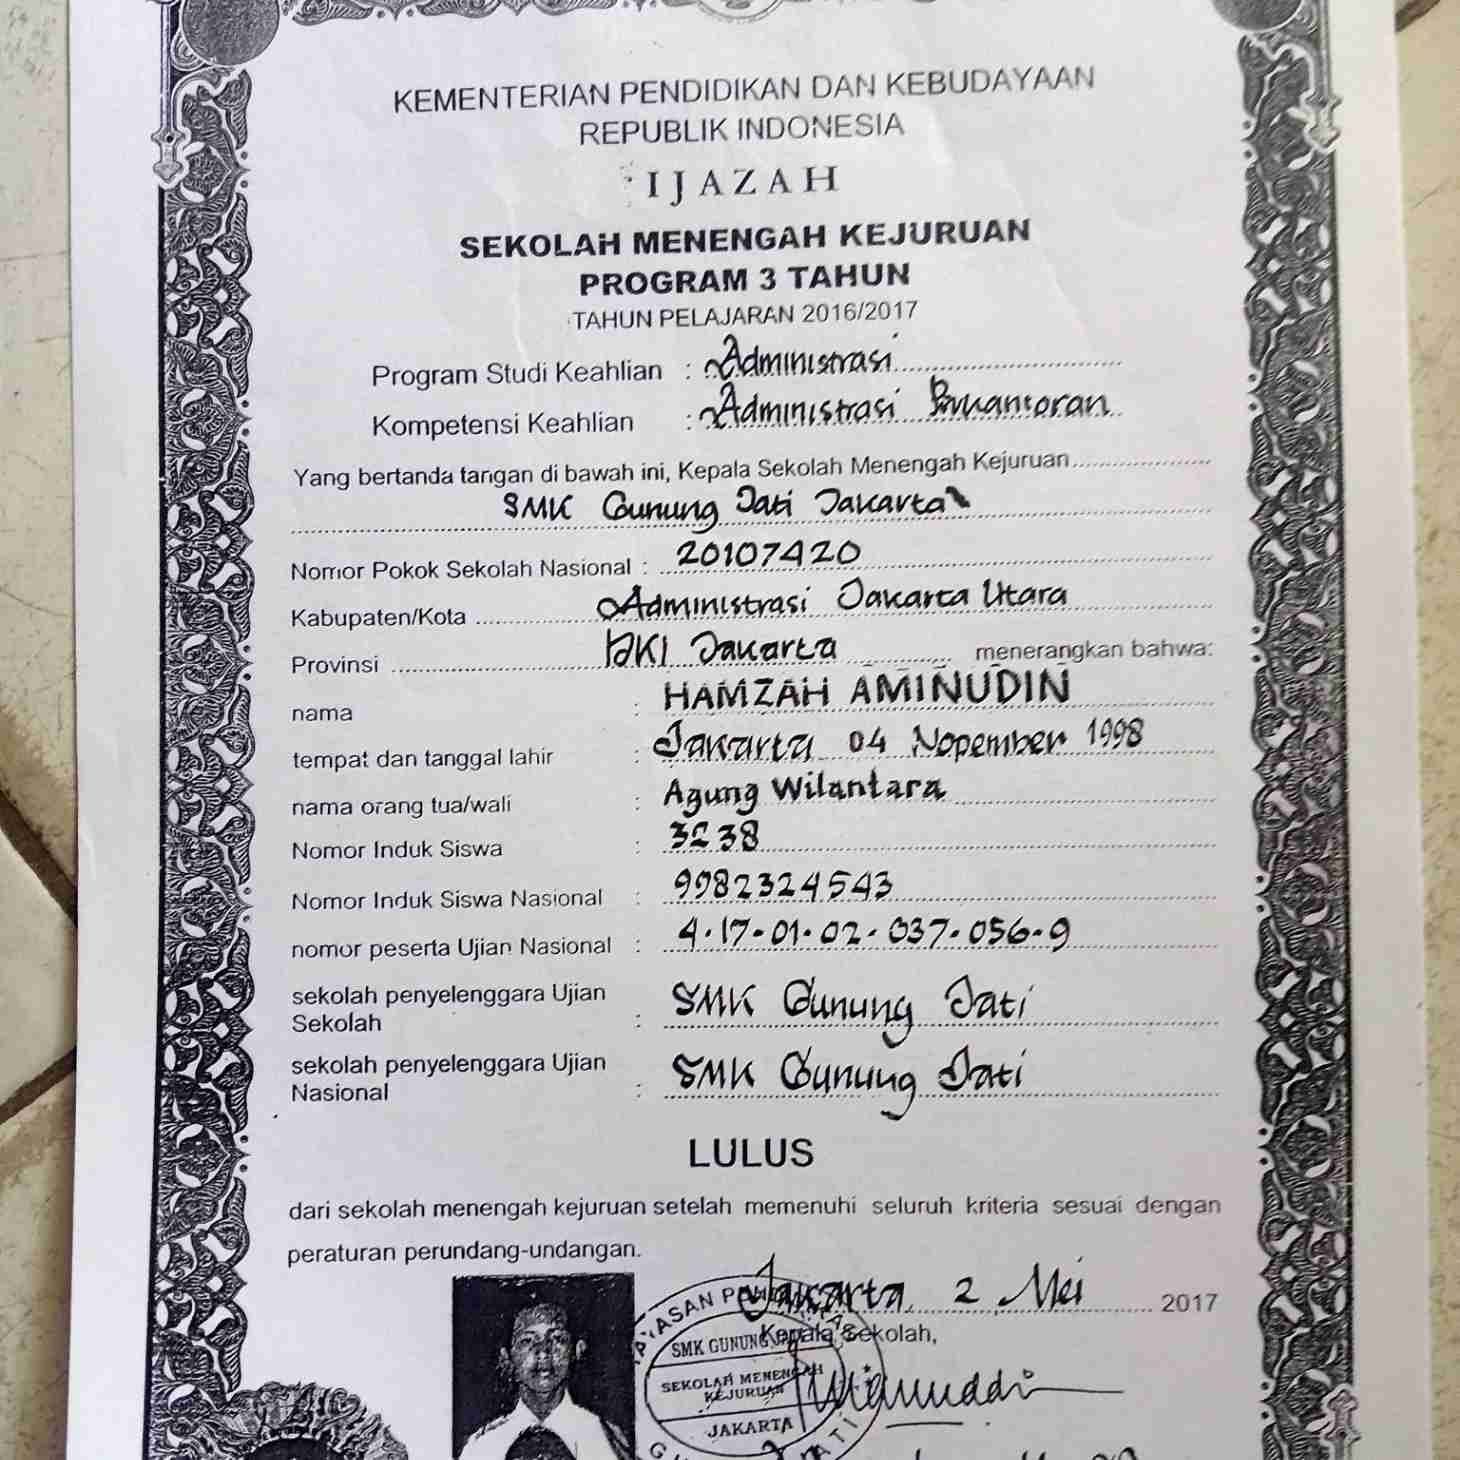 KEMENTERIAN PENDIDIKAN DAN KEBUDAYAAN
REPUBLIK INDONESIA
IJAZAH
SEKOLAH MENENGAH KEJURUAN
PROGRAM 3 TAHUN
TAHUN PELAJARAN 2016/2017
Program Studi Keahlian : Administrasi
Kompetensi Keahlian : Administrasi Perkantoran
Yang bertanda tangan di bawah ini, Kepala Sekolah Menengah Kejuruan
SMK Gunung Jati Jakarta
Nomor Pokok Sekolah Nasional : 20107420
Kabupaten/Kota Administrasi Jakarta Utara
Provinsi DKI Jakarta menerangkan bahwa:
nama : HAMZAH AMINUDIN
tempat dan tanggal lahir : Jakarta 04 Nopember 1998
nama orang tua/wali : Agung Wilantara
Nomor Induk Siswa : 3238
Nomor Induk Siswa Nasional : 9982324543
nomor peserta Ujian Nasional : 4-17-01-02-037-056-9
sekolah penyelenggara Ujian
Sekolah : SMK Gunung Jati
sekolah penyelenggara Ujian
Nasional : SMK Gunung Jati
LULUS
dari sekolah menengah kejuruan setelah memenuhi seluruh kriteria sesuai dengan
peraturan perundang-undangan.
Jakarta, 2 Mei 2017
Kepala Sekolah,
YAYASAN
SMK GUNUNG
SEKOLAH MENENGAH
KEJURUAN
JAKARTA